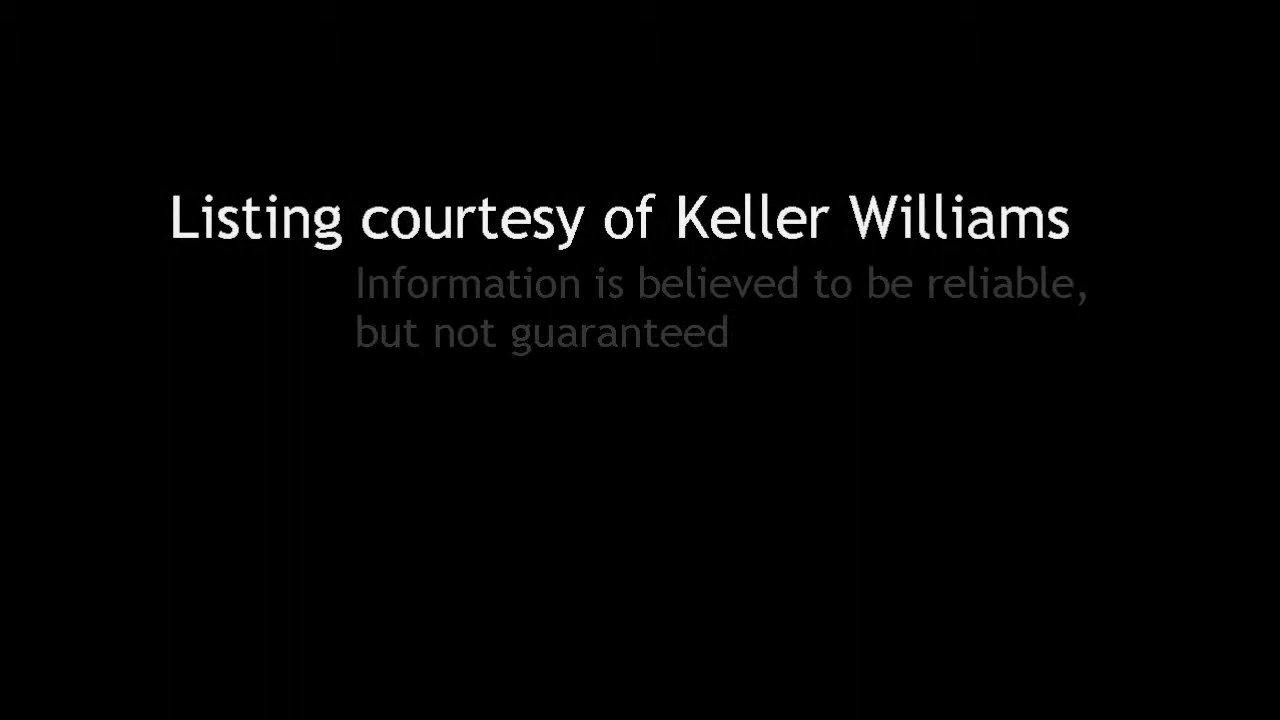 Listing courtesy of Keller Williams
Information is believed to be reliable,
but not guaranteed